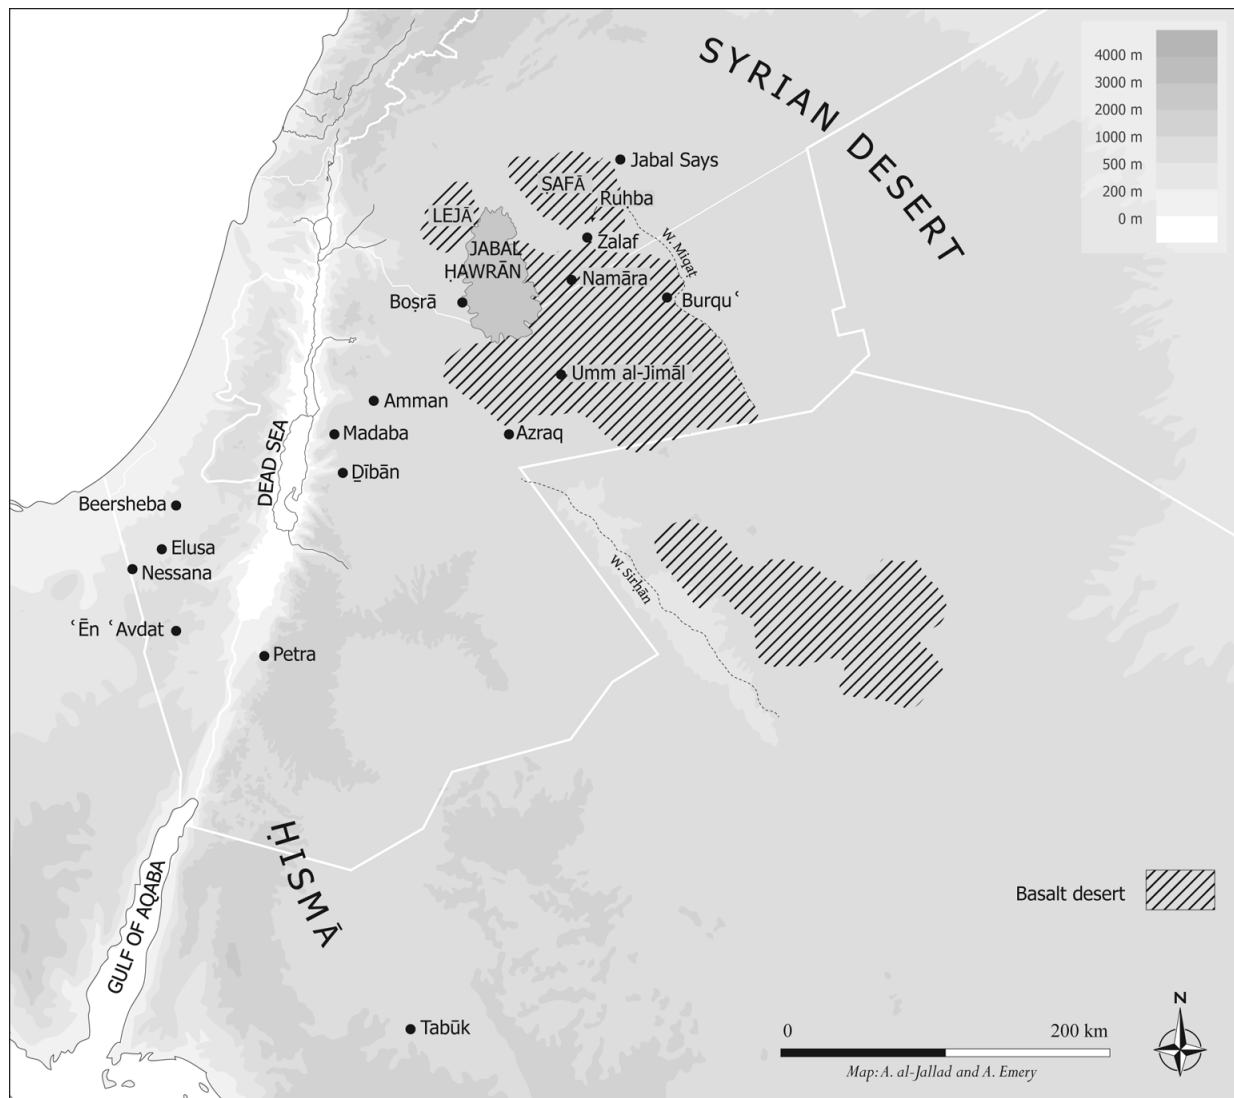 SYRIAN DESERT
4000 m
3000 m
2000 m
1000 m
500 m
200 m
0 m
Jabal Says
ṢAFĀ
Ruḥba
LEJĀ
Zalaf
W. Miqaṭ
JABAL
ḤAWRĀN
Namāra
Boṣrā
Burquʿ
Umm al-Jimāl
Amman
Madaba
Azraq
DEAD SEA
Ḏībān
Beersheba
Elusa
Nessana
W. Sirḥān
ʿĒn ʿAvdat
Petra
ḤISMĀ
GULF OF AQABA
Basalt desert
Tabūk
N
0 200 km
Map: A. al-Jallad and A. Emery